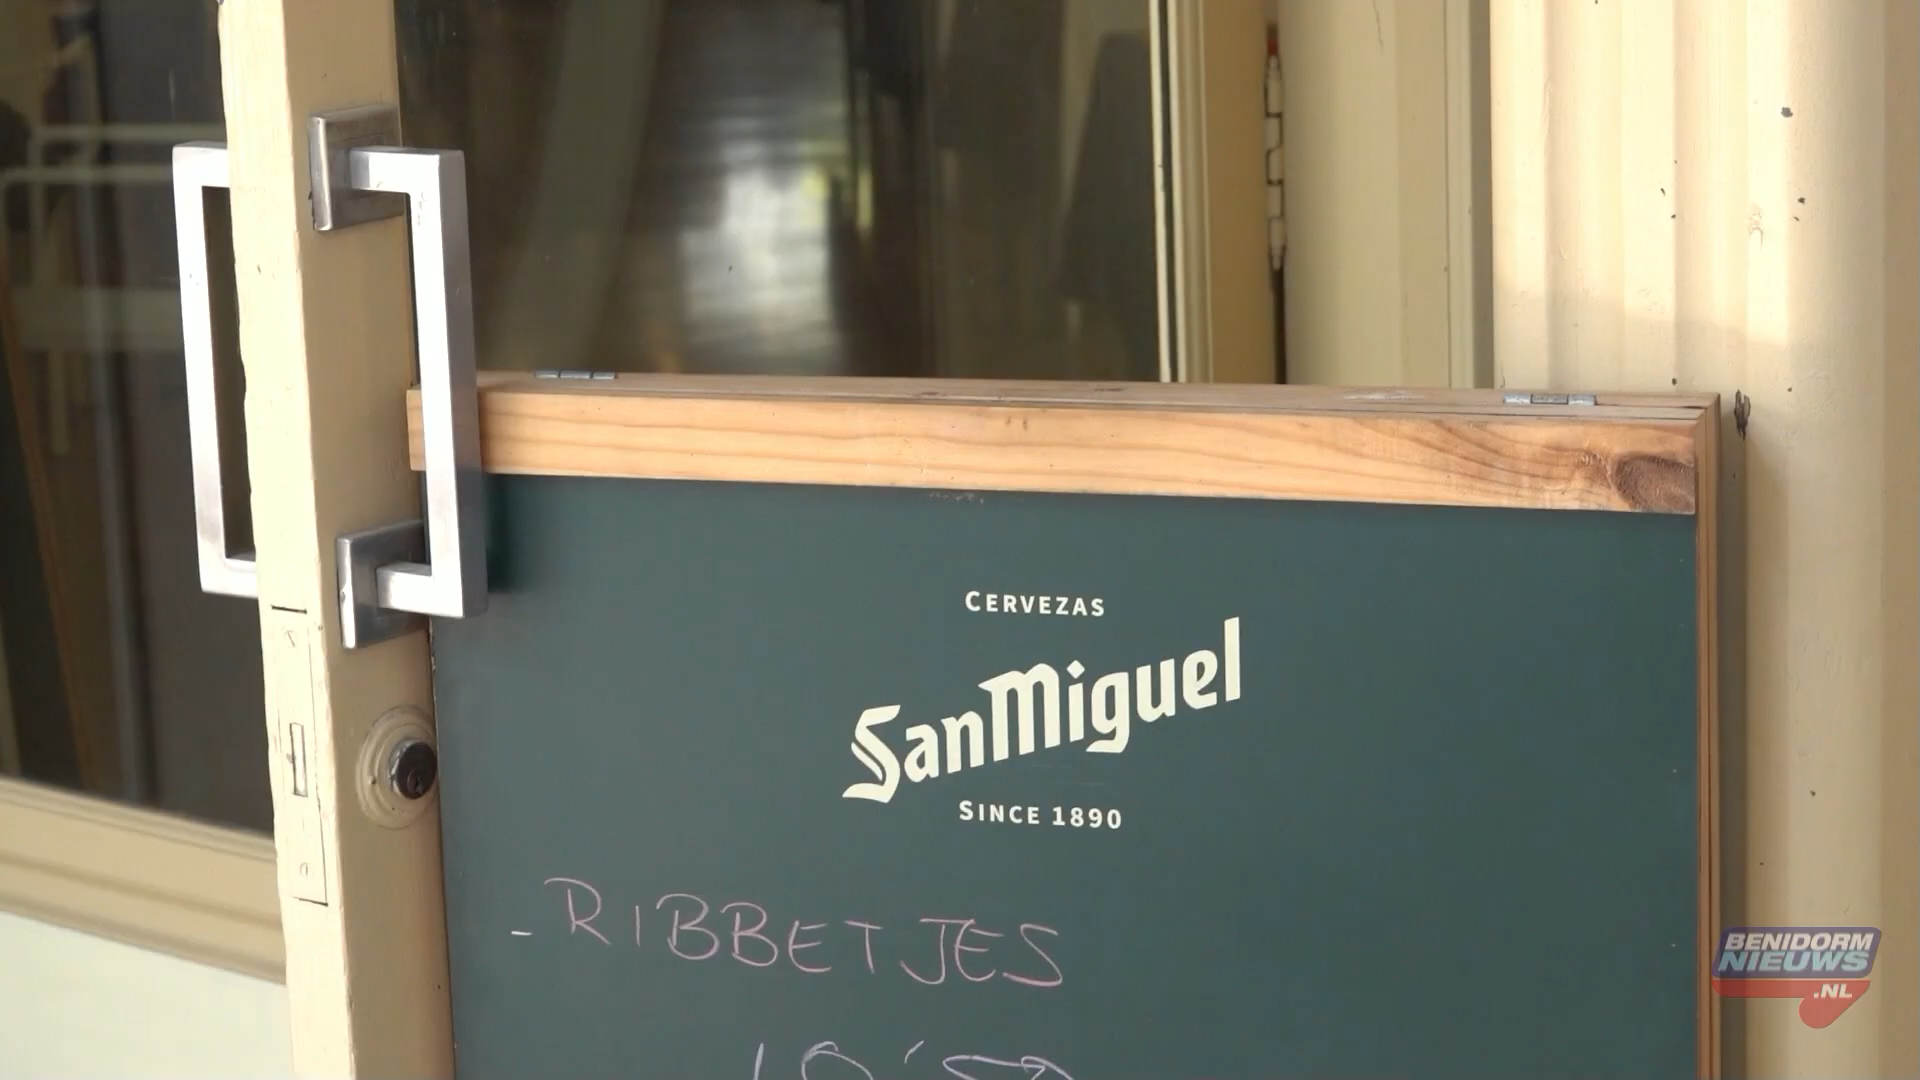 CERVEZAS
SanMiguel
SINCE 1890
- RIBBETJES
BENIDORM
NIEUWS
.NL